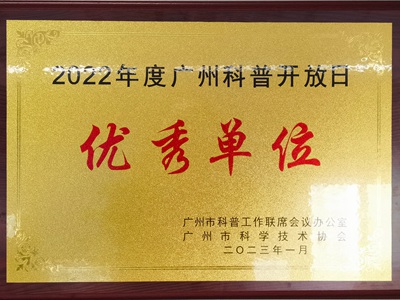 2022年度广州科普开放日
优秀单位
广州市科普工作联席会议办公室
广州市科学技术协会
二〇二三年一月